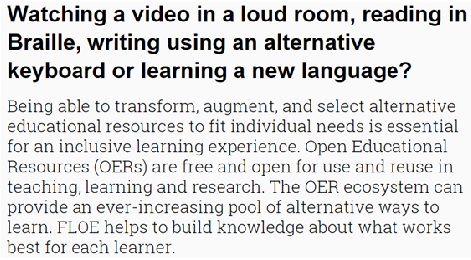 Watching a video in a loud room, reading in
Braille, writing using an alternative
keyboard or learning a new language?
Being able to transform, augment, and select alternative
educational resources to fit individual needs is essential
for an inclusive learning experience. Open Educational
Resources (OERs) are free and open for use and reuse in
teaching, learning and research. The OER ecosystem can
provide an ever-increasing pool of alternative ways to
learn. FLOE helps to build knowledge about what works
best for each learner.